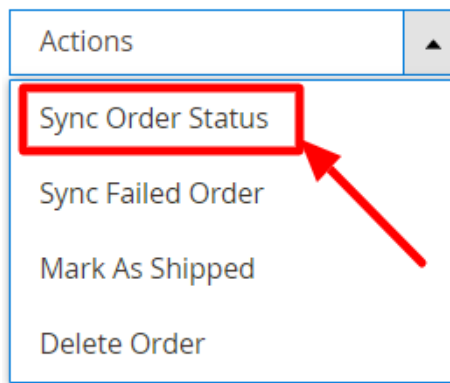 Actions
Sync Order Status
Sync Failed Order
Mark As Shipped
Delete Order